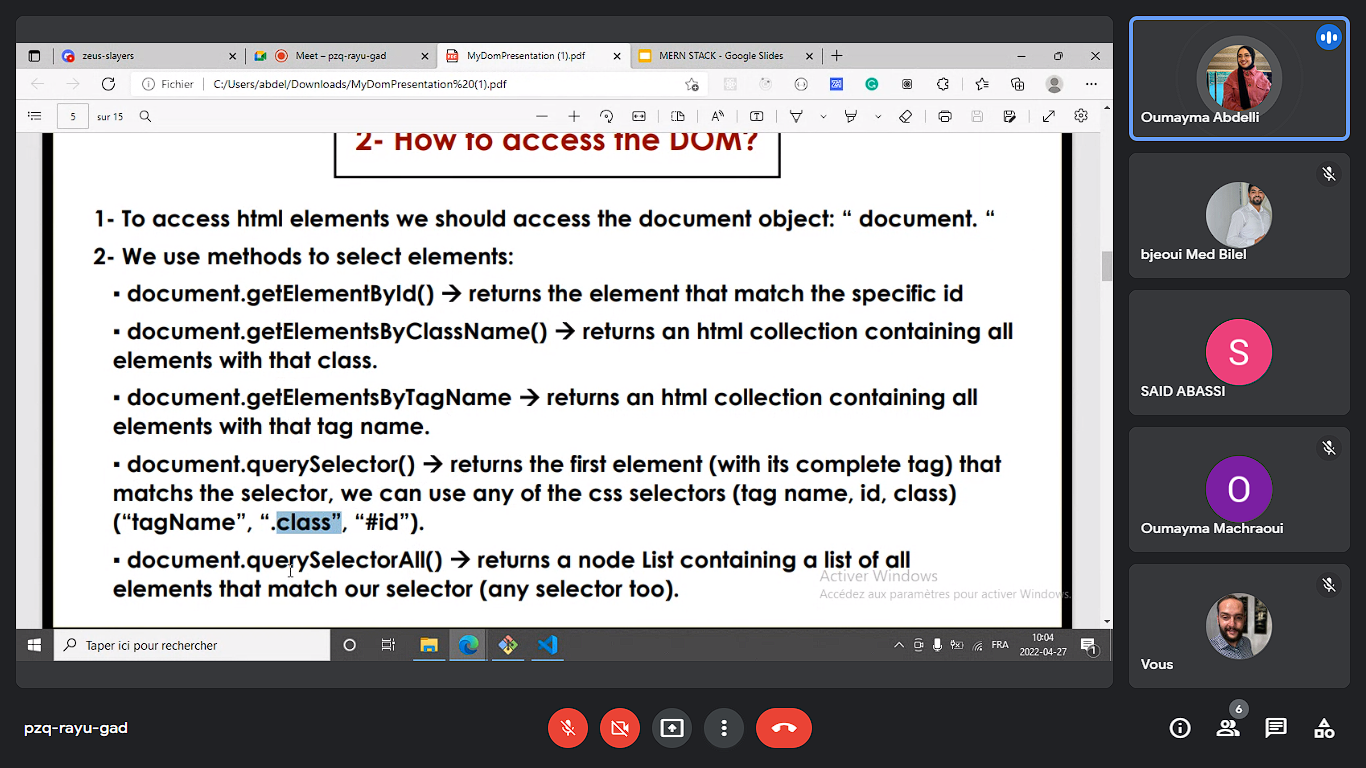 zeus-slayers
Meet – pzq-rayu-gad
MyDomPresentation (1).pdf
MERN STACK - Google Slides
Fichier
C:/Users/abdel/Downloads/MyDomPresentation%20(1).pdf
5
sur 15
2- How to access the DOM?
1- To access html elements we should access the document object: “ document. “
2- We use methods to select elements:
▪ document.getElementById() → returns the element that match the specific id
▪ document.getElementsByClassName() → returns an html collection containing all
elements with that class.
▪ document.getElementsByTagName → returns an html collection containing all
elements with that tag name.
▪ document.querySelector() → returns the first element (with its complete tag) that
matchs the selector, we can use any of the css selectors (tag name, id, class)
(“tagName”, “.class”, “#id”).
▪ document.querySelectorAll() → returns a node List containing a list of all
elements that match our selector (any selector too).
Activer Windows
Accédez aux paramètres pour activer Windows.
Taper ici pour rechercher
FRA
10:04
2022-04-27
1
Oumayma Abdelli
bjeoui Med Bilel
S
SAID ABASSI
O
Oumayma Machraoui
Vous
pzq-rayu-gad
6